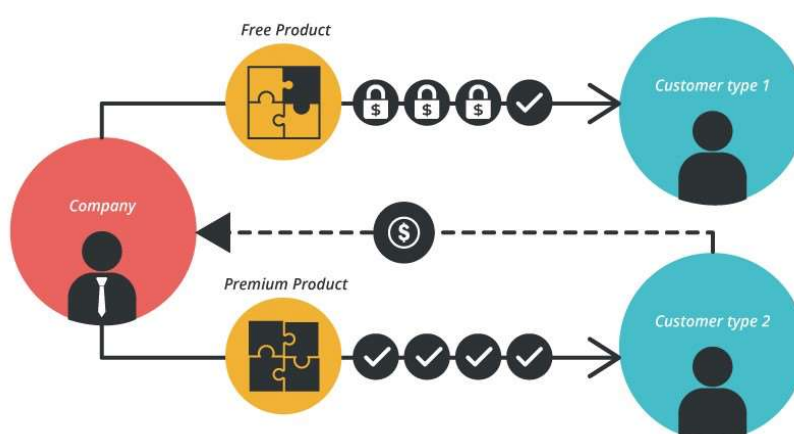 Free Product
$ $ $
Customer type 1
Company
$
Premium Product
Customer type 2